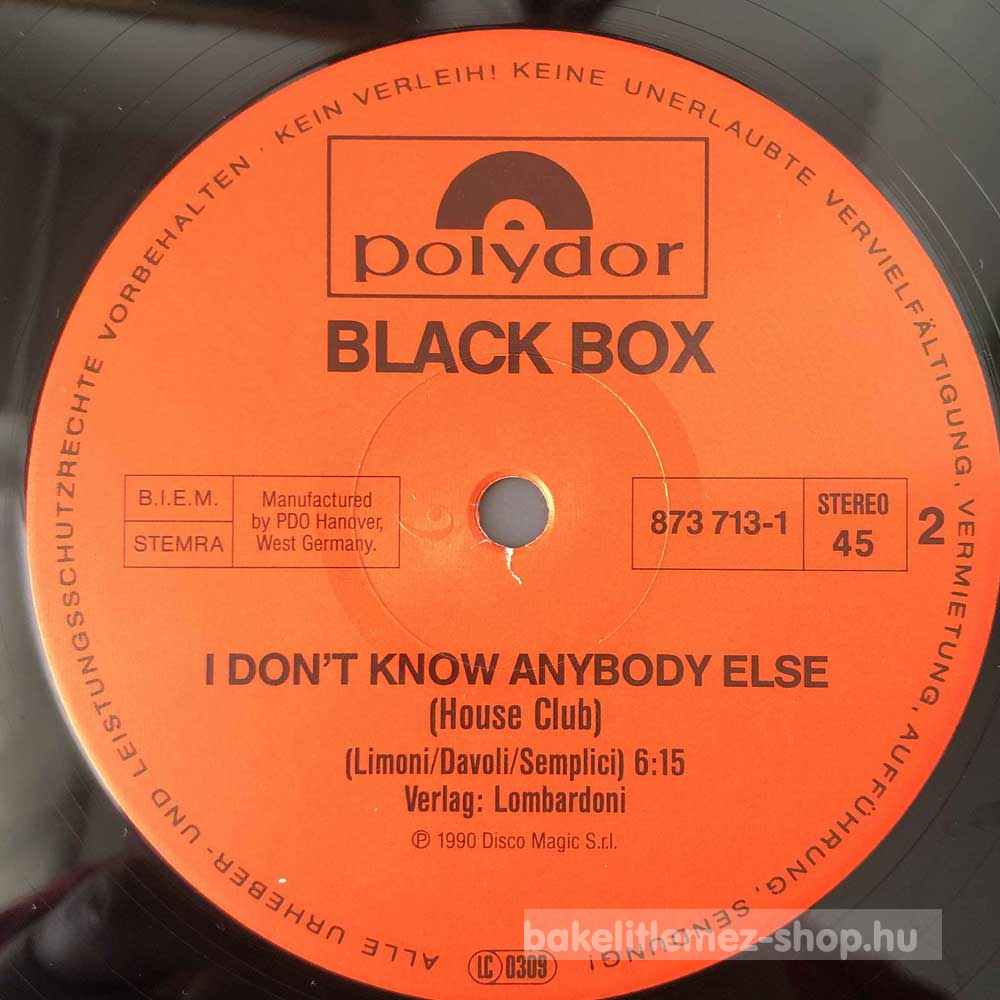 ALLE URHEBER- UND LEISTUNGSSCHUTZRECHTE VORBEHALTEN · KEIN VERLEIH! KEINE UNERLAUBTE VERVIELFÄLTIGUNG, VERMIETUNG, AUFFÜHRUNG, SENDUNG!
polydor
BLACK BOX
B.I.E.M.
STEMRA
Manufactured
by PDO Hanover,
West Germany.
873 713-1
STEREO
45
2
I DON'T KNOW ANYBODY ELSE
(House Club)
(Limoni/Davoli/Semplici) 6:15
Verlag: Lombardoni
℗ 1990 Disco Magic S.r.l.
LC 0309
bakelitlemez-shop.hu